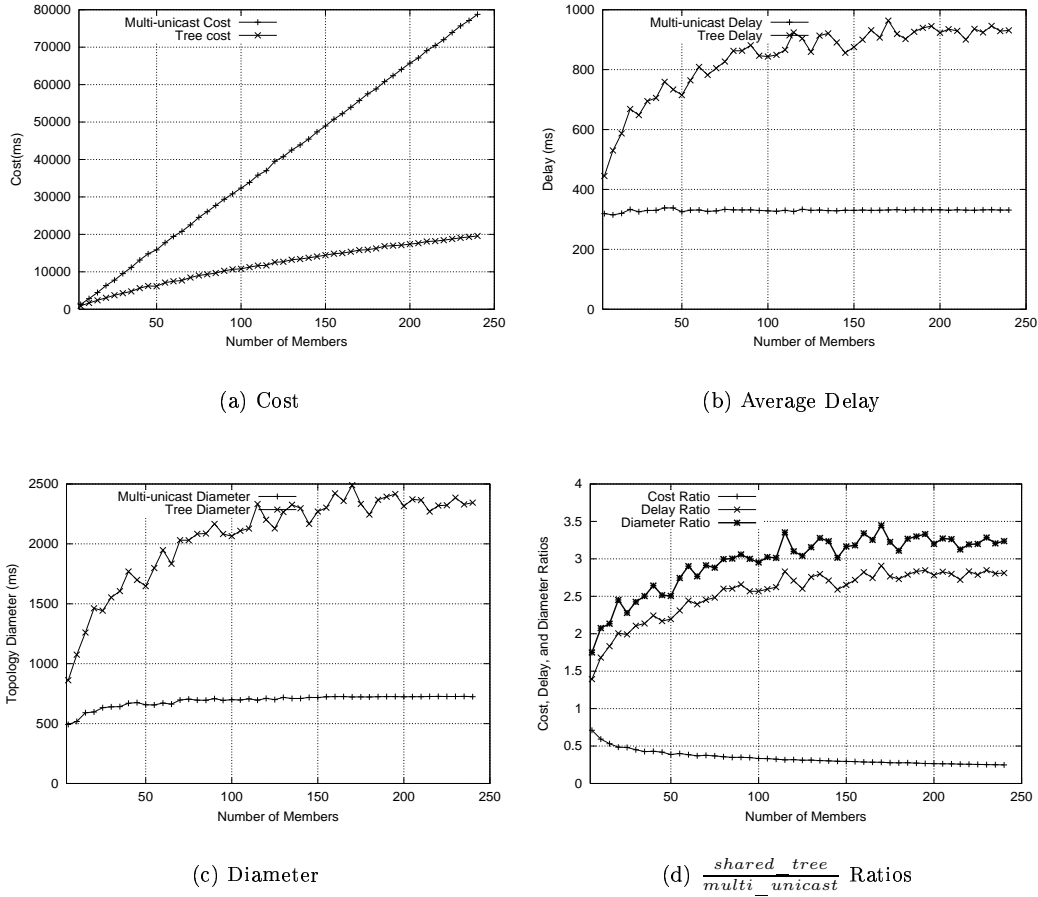 Multi-unicast Cost
Tree cost
80000
70000
60000
50000
40000
30000
20000
10000
0
Cost(ms)
50 100 150 200 250
Number of Members
(a) Cost
Multi-unicast Delay
Tree Delay
1000
800
600
400
200
0
Delay (ms)
50 100 150 200 250
Number of Members
(b) Average Delay
Multi-unicast Diameter
Tree Diameter
2500
2000
1500
1000
500
0
Topology Diameter (ms)
50 100 150 200 250
Number of Members
(c) Diameter
Cost Ratio
Delay Ratio
Diameter Ratio
4
3.5
3
2.5
2
1.5
1
0.5
0
Cost, Delay, and Diameter Ratios
50 100 150 200 250
Number of Members
(d) shared_tree / multi_unicast Ratios